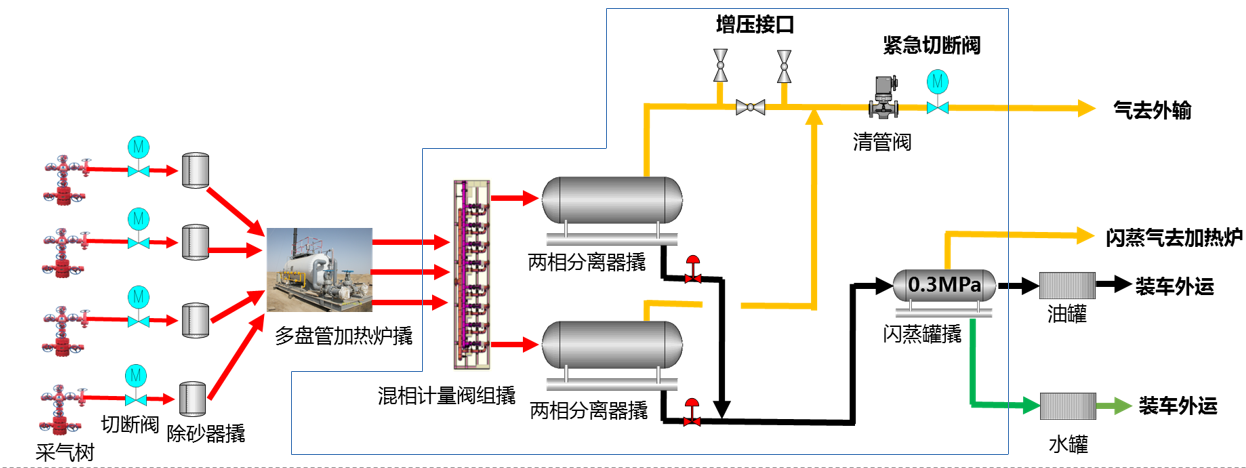 增压接口
紧急切断阀
M
气去外输
清管阀
M
M
M
M
两相分离器撬
闪蒸气去加热炉
0.3MPa
装车外运
油罐
闪蒸罐撬
多盘管加热炉撬
混相计量阀组撬
两相分离器撬
装车外运
切断阀
除砂器撬
采气树
水罐